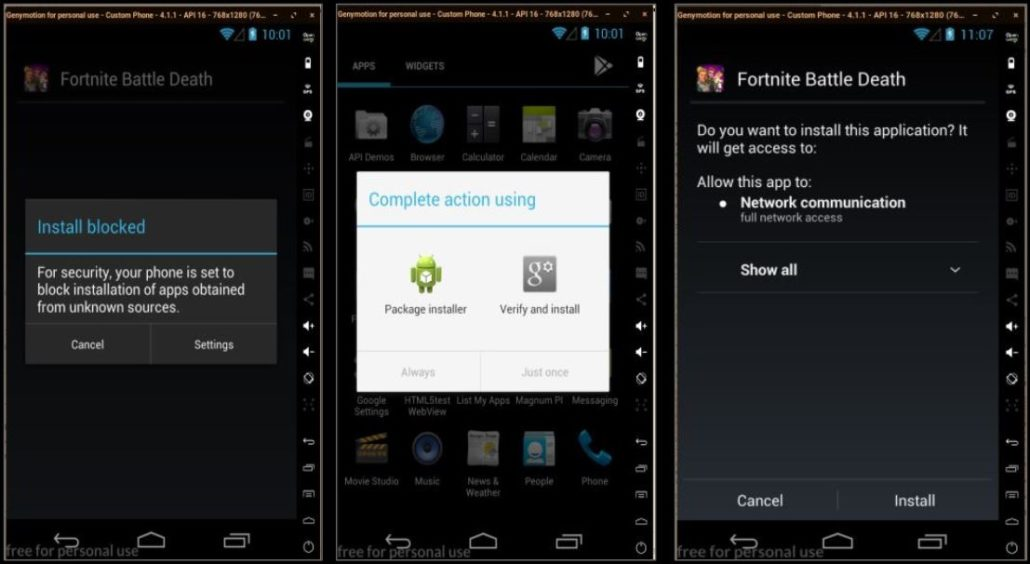 Genymotion for personal use - Custom Phone - 4.1.1 - API 16 - 768x1280 (76...
10:01
Fortnite Battle Death
Install blocked
For security, your phone is set to
block installation of apps obtained
from unknown sources.
Cancel
Settings
free for personal use
Genymotion for personal use - Custom Phone - 4.1.1 - API 16 - 768x1280 (76...
10:01
APPS
WIDGETS
API Demos
Browser
Calculator
Calendar
Camera
Complete action using
Package installer
Verify and install
Always
Just once
Google
Settings
HTML5test
WebView
List My Apps
Magnum PI
Messaging
Movie Studio
Music
News &
Weather
People
Phone
free for personal use
Genymotion for personal use - Custom Phone - 4.1.1 - API 16 - 768x1280 (76...
11:07
Fortnite Battle Death
Do you want to install this application? It
will get access to:
Allow this app to:
Network communication
full network access
Show all
Cancel
Install
free for personal use